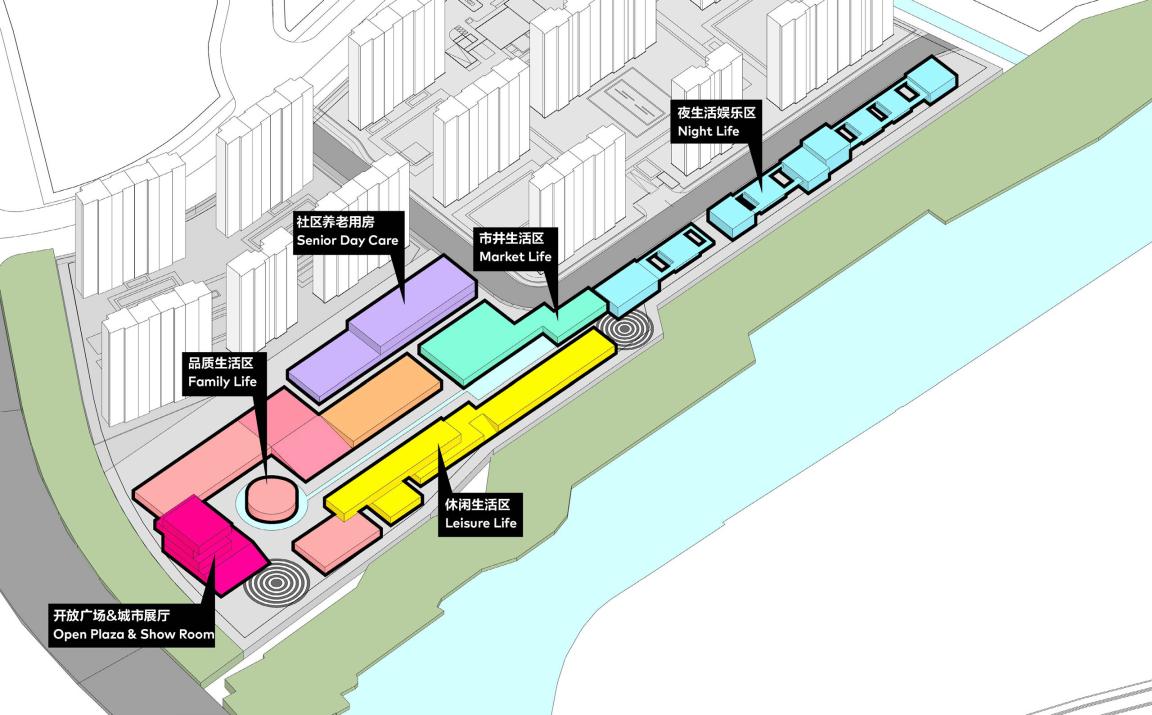 夜生活娱乐区
Night Life
社区养老用房
Senior Day Care
市井生活区
Market Life
品质生活区
Family Life
休闲生活区
Leisure Life
开放广场&城市展厅
Open Plaza & Show Room